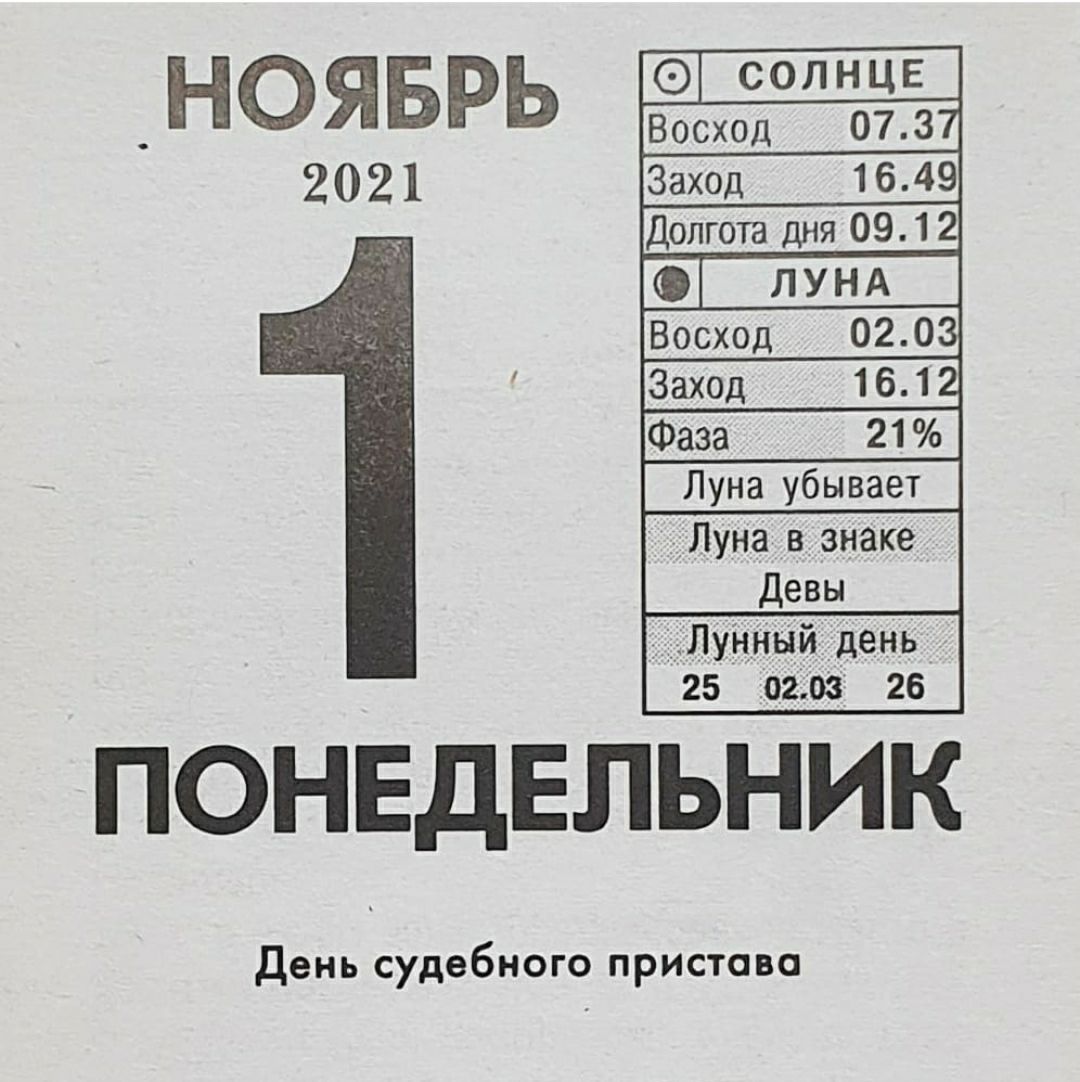 НОЯБРЬ
2021
1
СОЛНЦЕ
Восход 07.37
Заход 16.49
Долгота дня 09.12
ЛУНА
Восход 02.03
Заход 16.12
Фаза 21%
Луна убывает
Луна в знаке
Девы
Лунный день
25 02.03 26
ПОНЕДЕЛЬНИК
День судебного пристава